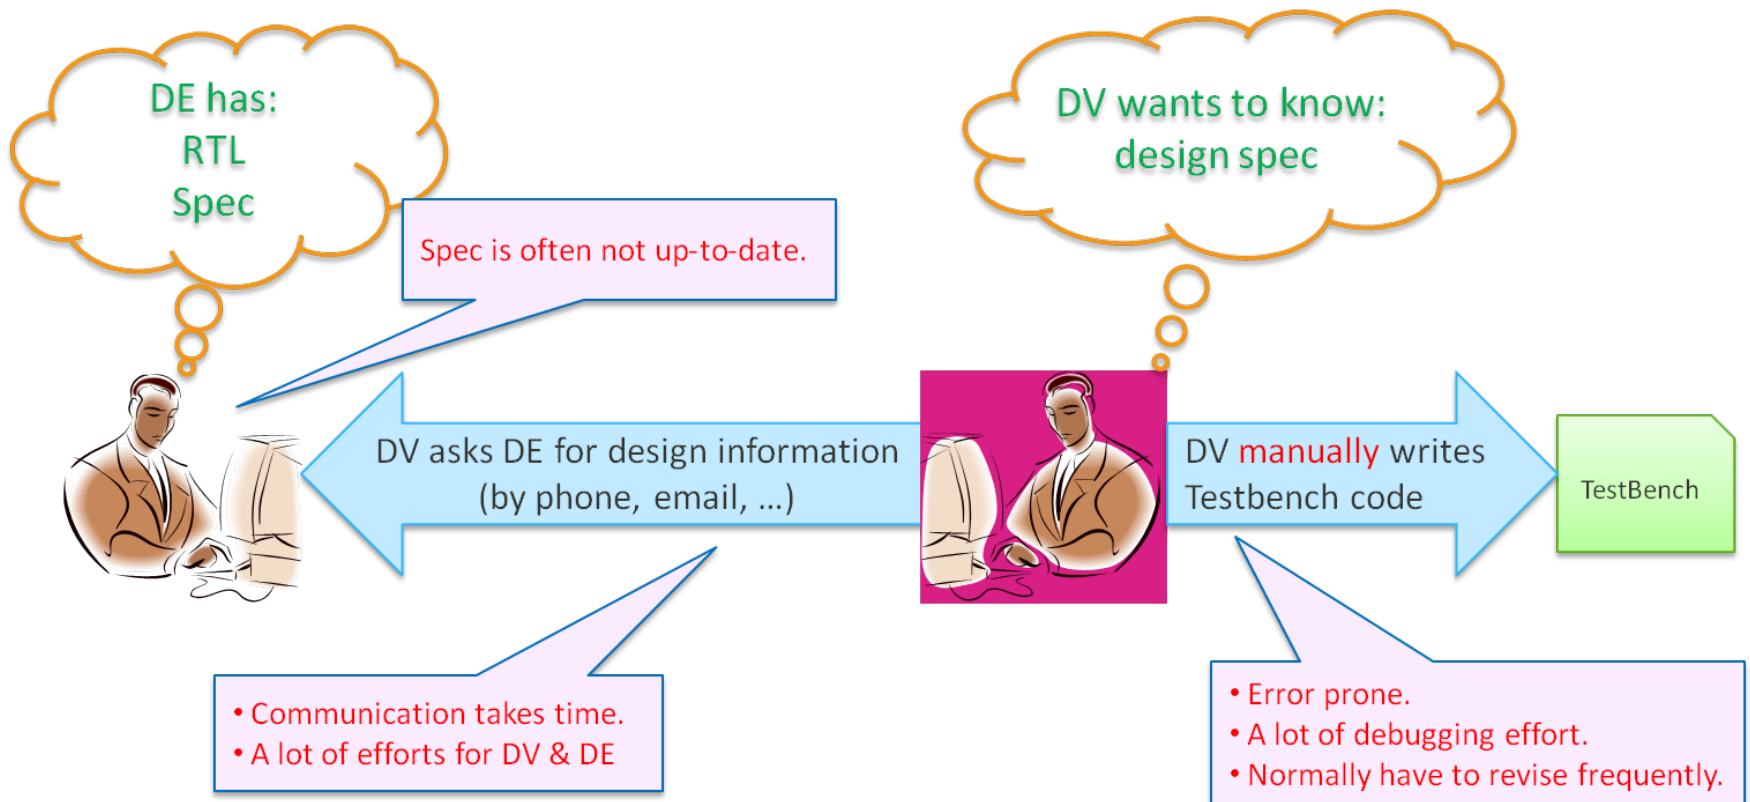 DE has:
RTL
Spec
DV wants to know:
design spec
Spec is often not up-to-date.
DV asks DE for design information
(by phone, email, ...)
DV manually writes
Testbench code
TestBench
• Communication takes time.
• A lot of efforts for DV & DE
• Error prone.
• A lot of debugging effort.
• Normally have to revise frequently.